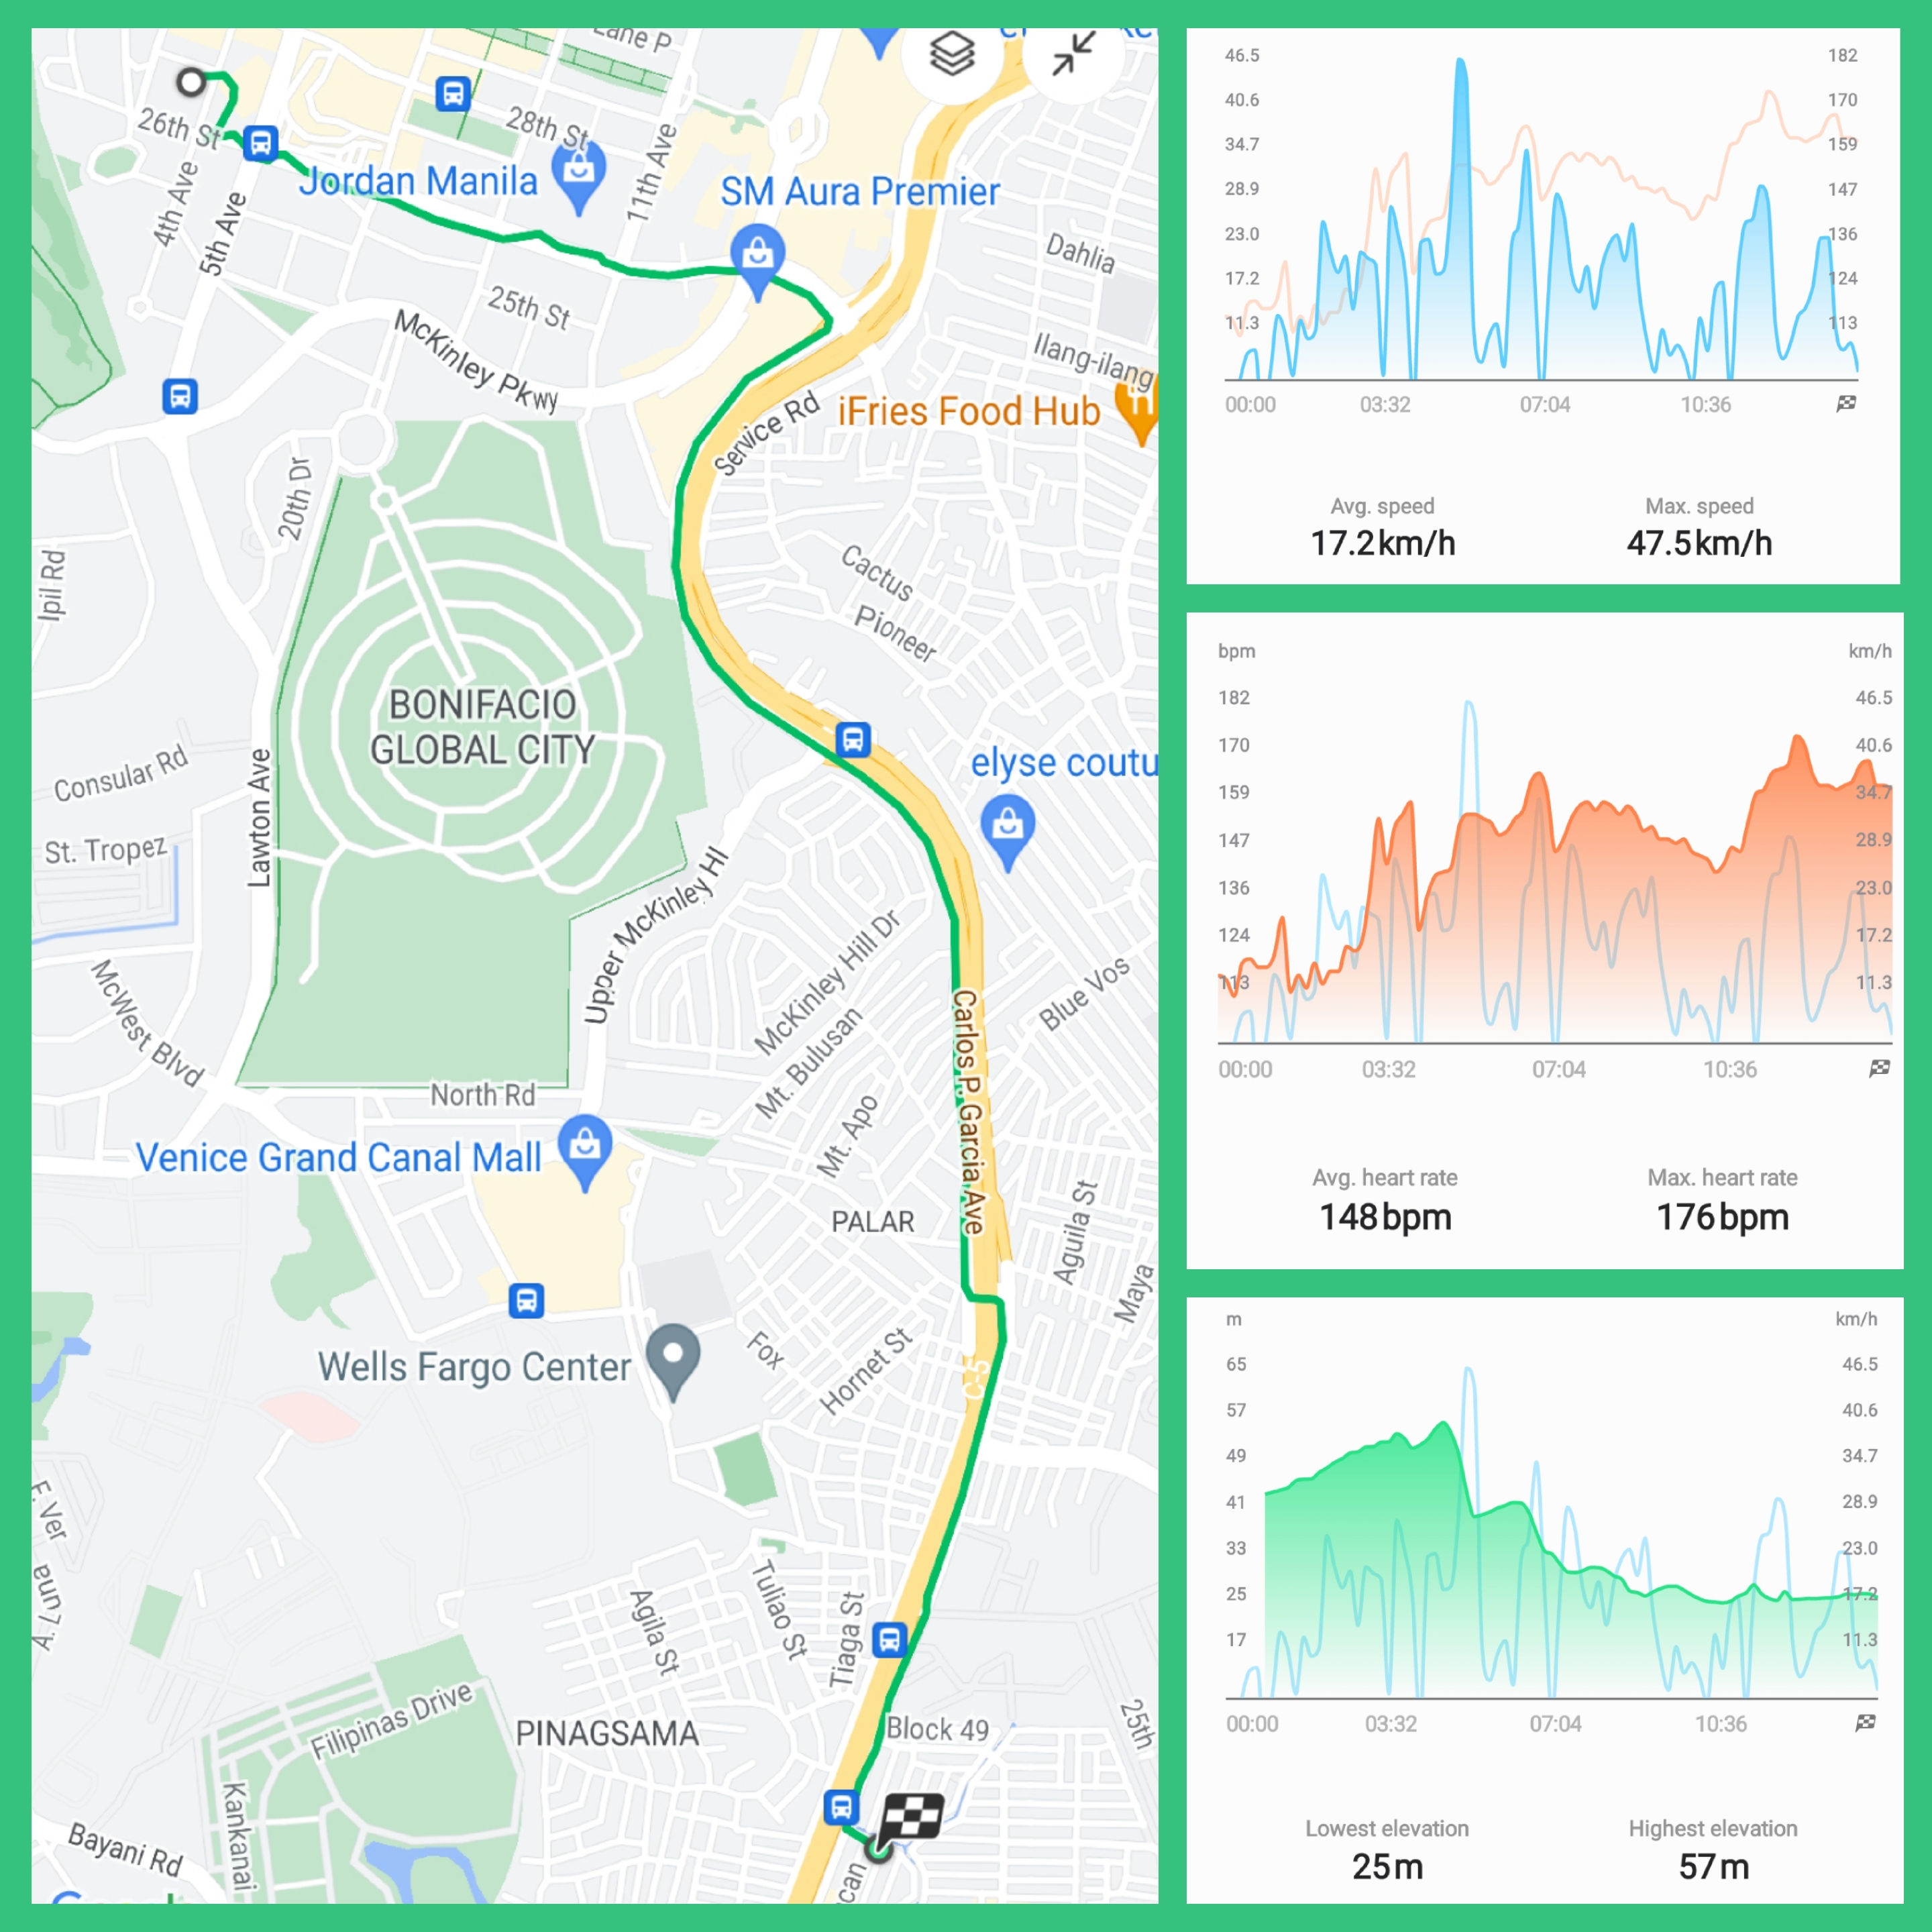 Lane P
26th St
28th St
11th Ave
4th Ave
5th Ave
Jordan Manila
SM Aura Premier
Dahlia
25th St
McKinley Pkwy
Ilang-ilang
iFries Food Hub
Service Rd
20th Dr
Ipil Rd
Cactus
Pioneer
BONIFACIO
GLOBAL CITY
elyse coutu
Consular Rd
St. Tropez
Lawton Ave
Upper McKinley Hl
McKinley Hill Dr
Blue Vos
McWest Blvd
Mt. Bulusan
Carlos P. Garcia Ave
North Rd
Mt. Apo
Venice Grand Canal Mall
PALAR
Aguila St
Maya
Wells Fargo Center
Fox
Hornet St
C-5
F. Ver
A. Luna
Agila St
Tuliao St
Tiaga St
Filipinas Drive
PINAGSAMA
Block 49
25th
Kankanai
Bayani Rd
can
46.5 182
40.6 170
34.7 159
28.9 147
23.0 136
17.2 124
11.3 113
00:00 03:32 07:04 10:36
Avg. speed Max. speed
17.2km/h 47.5km/h
bpm km/h
182 46.5
170 40.6
159 34.7
147 28.9
136 23.0
124 17.2
113 11.3
00:00 03:32 07:04 10:36
Avg. heart rate Max. heart rate
148bpm 176bpm
m km/h
65 46.5
57 40.6
49 34.7
41 28.9
33 23.0
25 17.2
17 11.3
00:00 03:32 07:04 10:36
Lowest elevation Highest elevation
25m 57m